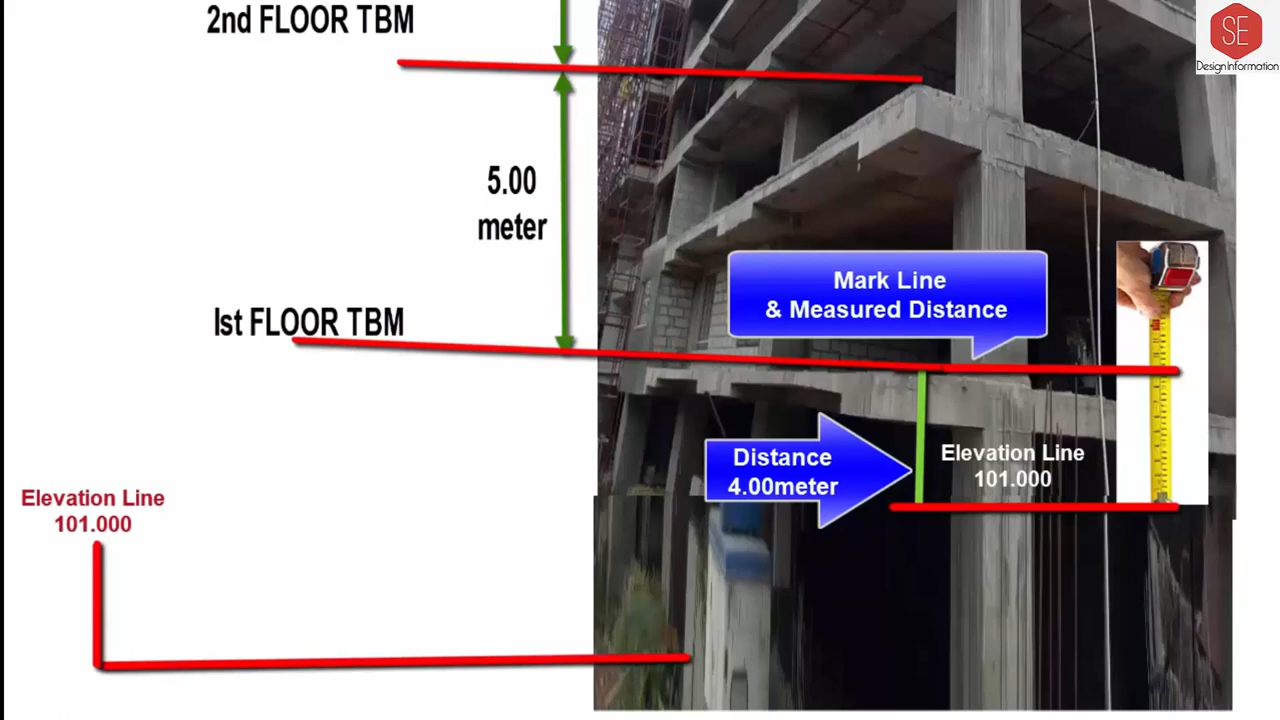 2nd FLOOR TBM
SE
Design Information
5.00
meter
Mark Line
& Measured Distance
Ist FLOOR TBM
Distance
4.00meter
Elevation Line
101.000
Elevation Line
101.000